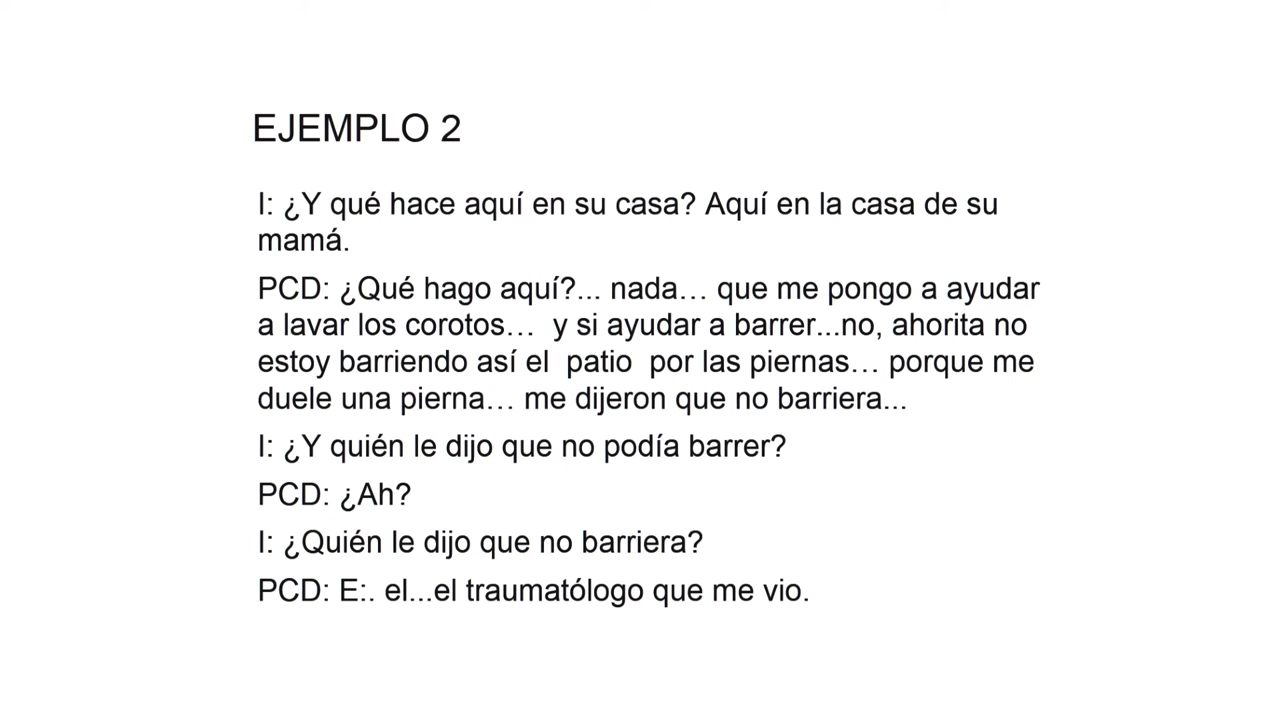 EJEMPLO 2
I: ¿Y qué hace aquí en su casa? Aquí en la casa de su
mamá.
PCD: ¿Qué hago aquí?... nada… que me pongo a ayudar
a lavar los corotos… y si ayudar a barrer...no, ahorita no
estoy barriendo así el patio por las piernas… porque me
duele una pierna… me dijeron que no barriera...
I: ¿Y quién le dijo que no podía barrer?
PCD: ¿Ah?
I: ¿Quién le dijo que no barriera?
PCD: E:. el...el traumatólogo que me vio.